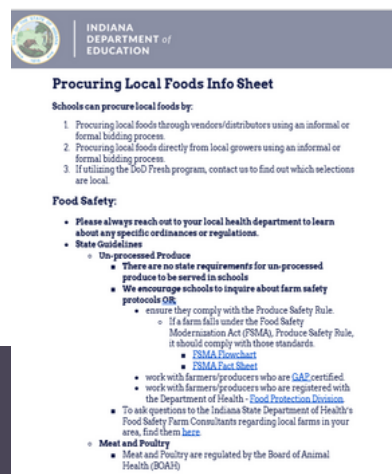 INDIANA
DEPARTMENT of
EDUCATION
Procuring Local Foods Info Sheet
Schools can procure local foods by:
1. Procuring local foods through vendors/distributors using an informal or
formal bidding process.
2. Procuring local foods directly from local growers using an informal or
formal bidding process.
3. If utilizing the DoD Fresh program, contact us to find out which selections
are local.
Food Safety:
• Please always reach out to your local health department to learn
about any specific ordinances or regulations.
• State Guidelines
○ Un-processed Produce
■ There are no state requirements for un-processed
produce to be served in schools
■ We encourage schools to inquire about farm safety
protocols OR;
• ensure they comply with the Produce Safety Rule.
○ If a farm falls under the Food Safety
Modernization Act (FSMA), Produce Safety Rule,
it should comply with those standards.
■ FSMA Flowchart
■ FSMA Fact Sheet
• work with farmers/producers who are GAP certified.
• work with farmers/producers who are registered with
the Department of Health - Food Protection Division.
■ To ask questions to the Indiana State Department of Health's
Food Safety Farm Consultants regarding local farms in your
area, find them here.
○ Meat and Poultry
■ Meat and Poultry are regulated by the Board of Animal
Health (BOAH)